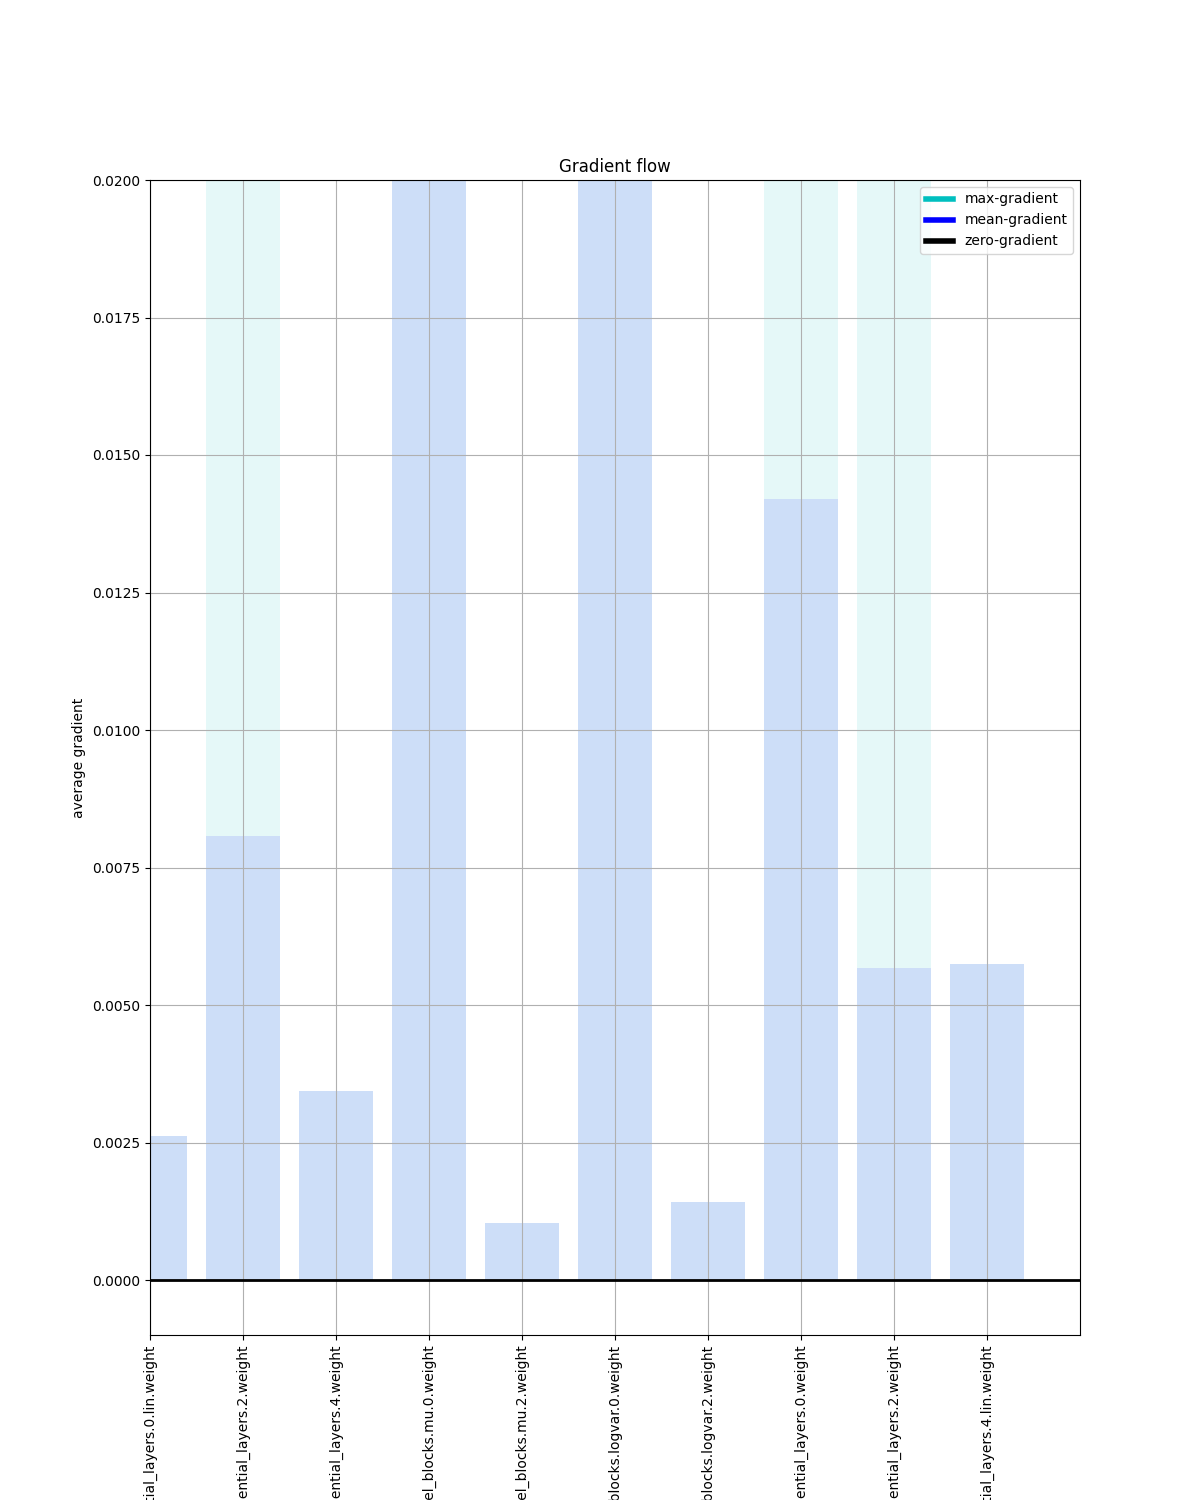 Gradient flow
max-gradient
mean-gradient
zero-gradient
0.0200
0.0175
0.0150
0.0125
0.0100
0.0075
0.0050
0.0025
0.0000
average gradient
tial_layers.0.lin.weight
ential_layers.2.weight
ential_layers.4.weight
el_blocks.mu.0.weight
el_blocks.mu.2.weight
blocks.logvar.0.weight
blocks.logvar.2.weight
ential_layers.0.weight
ential_layers.2.weight
tial_layers.4.lin.weight